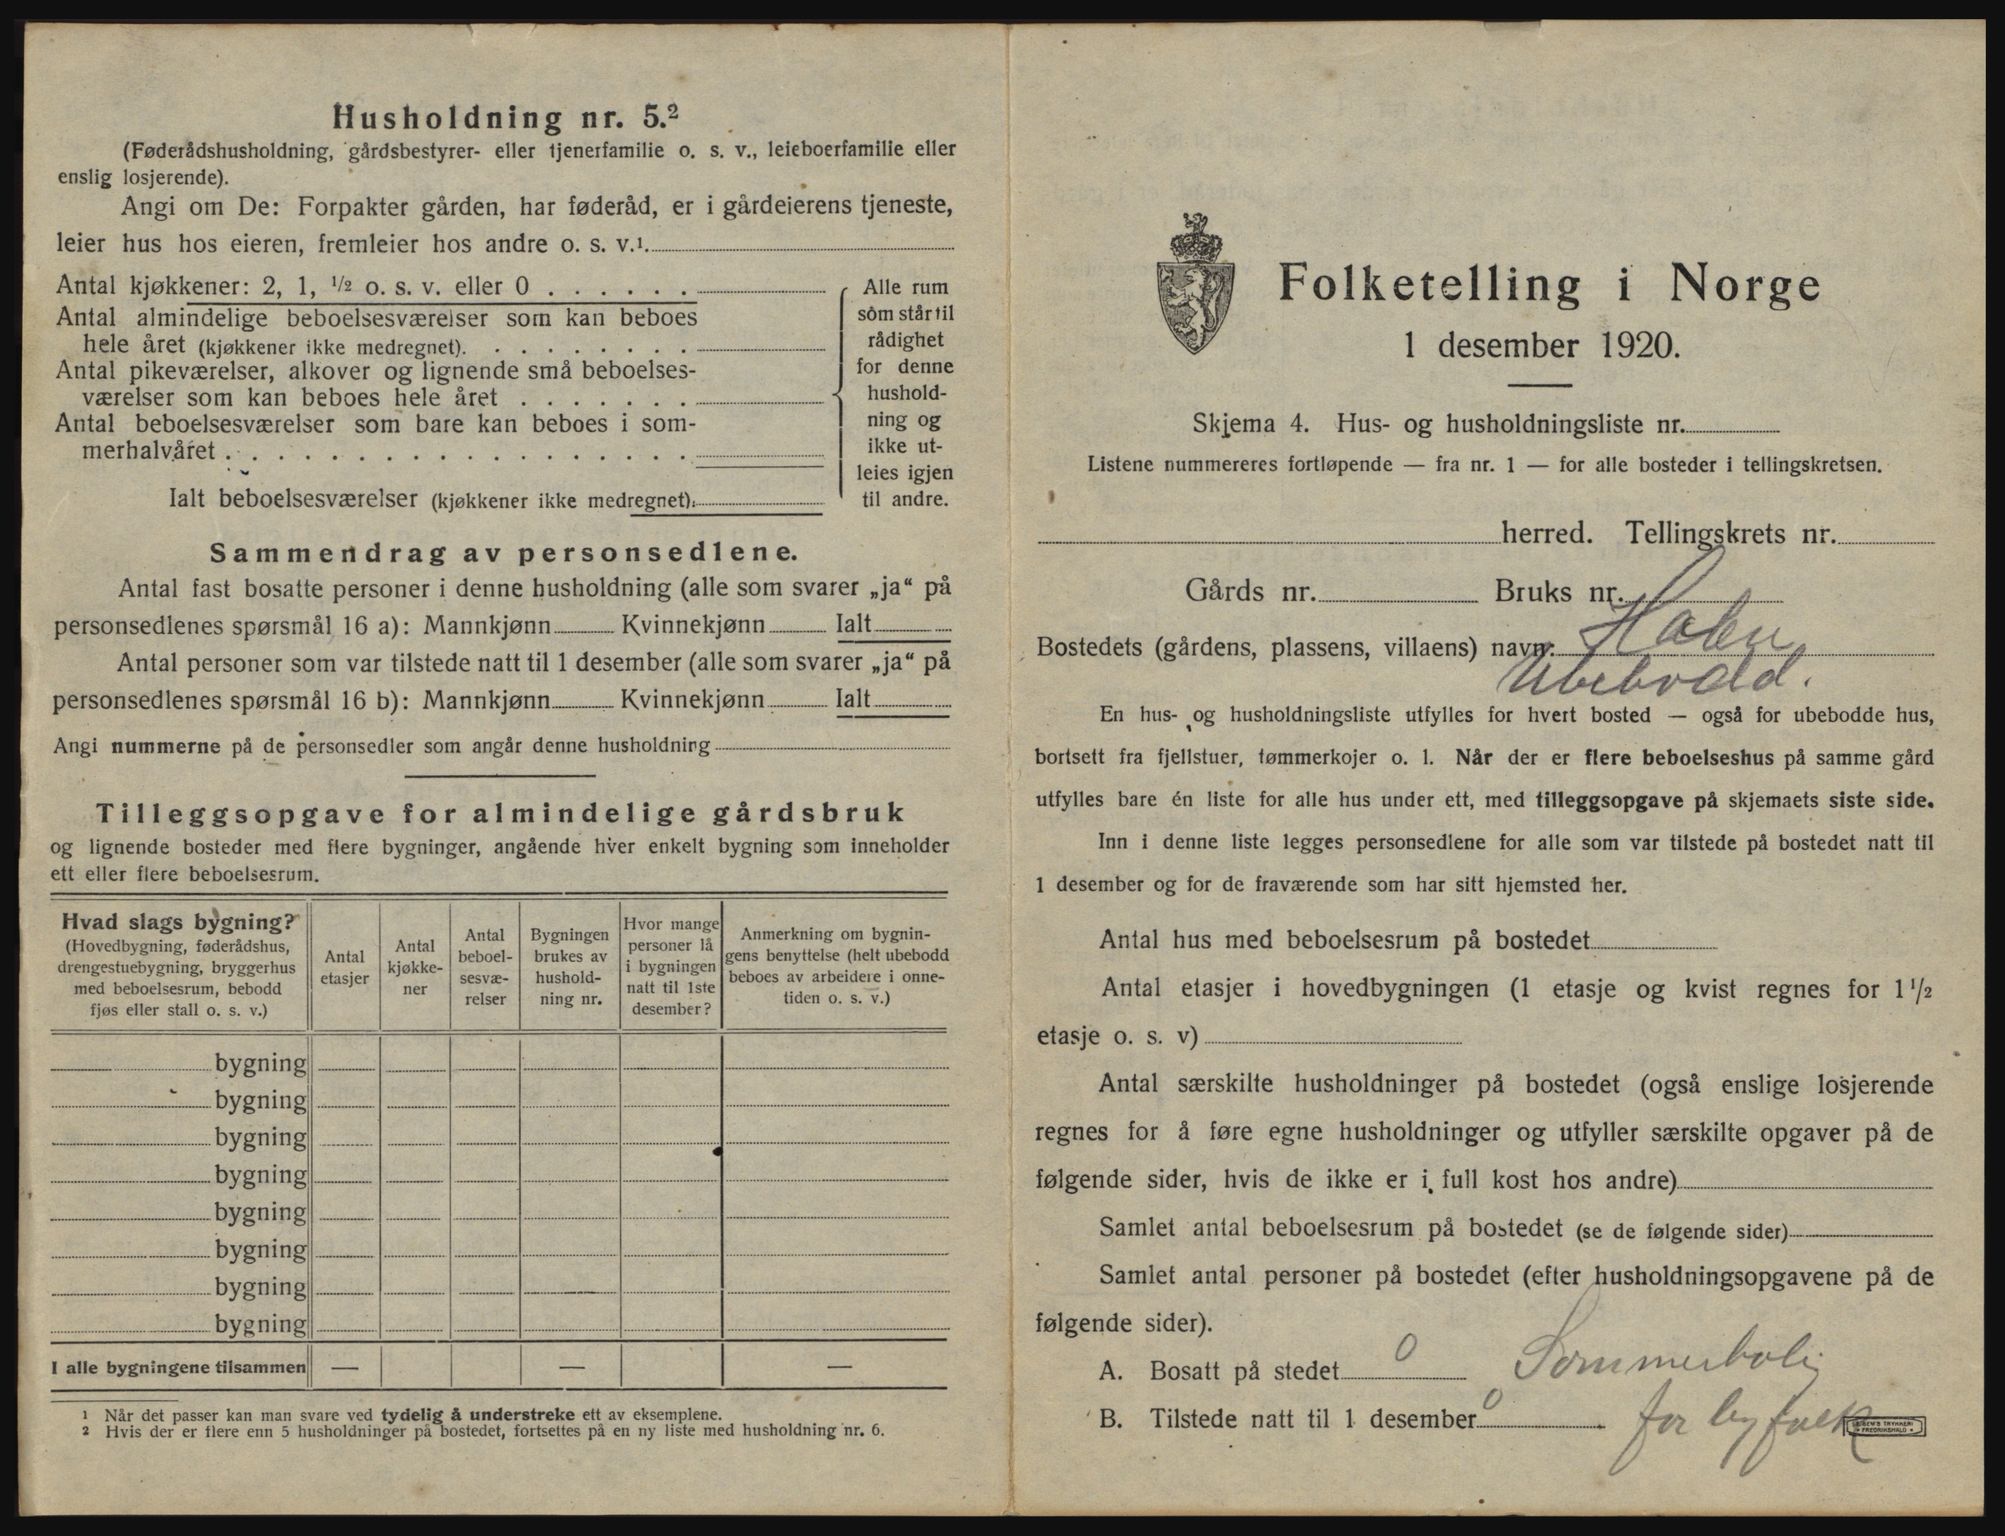 Husholdning nr. 5.²
(Føderådshusholdning, gårdsbestyrer- eller tjenerfamilie o. s. v., leieboerfamilie eller
enslig losjerende).
Angi om De: Forpakter gården, har føderåd, er i gårdeierens tjeneste,
leier hus hos eieren, fremleier hos andre o. s. v.¹
Antal kjøkkener: 2, 1, ½ o. s. v. eller 0
Antal almindelige beboelsesværelser som kan beboes
hele året (kjøkkener ikke medregnet).
Antal pikeværelser, alkover og lignende små beboelses-
værelser som kan beboes hele året
Antal beboelsesværelser som bare kan beboes i som-
merhalvåret
Ialt beboelsesværelser (kjøkkener ikke medregnet):
Alle rum
som står til
rådighet
for denne
hushold-
ning og
ikke ut-
leies igjen
til andre.
Sammendrag av personsedlene.
Antal fast bosatte personer i denne husholdning (alle som svarer „ja“ på
personsedlenes spørsmål 16 a): Mannkjønn Kvinnekjønn Ialt
Antal personer som var tilstede natt til 1 desember (alle som svarer „ja“ på
personsedlenes spørsmål 16 b): Mannkjønn Kvinnekjønn Ialt
Angi nummerne på de personsedler som angår denne husholdning
Tilleggsopgave for almindelige gårdsbruk
og lignende bosteder med flere bygninger, angående hver enkelt bygning som inneholder
ett eller flere beboelsesrum.
Hvad slags bygning?
(Hovedbygning, føderådshus,
drengestuebygning, bryggerhus
med beboelsesrum, bebodd
fjøs eller stall o. s. v.)
Antal
etasjer
Antal
kjøkke-
ner
Antal
beboel-
sesvæ-
relser
Bygningen
brukes av
hushold-
ning nr.
Hvor mange
personer lå
i bygningen
natt til 1ste
desember?
Anmerkning om bygnin-
gens benyttelse (helt ubebodd
beboes av arbeidere i onne-
tiden o. s. v.)
bygning
bygning
bygning
bygning
bygning
bygning
bygning
bygning
I alle bygningene tilsammen — — —
¹ Når det passer kan man svare ved tydelig å understreke ett av eksemplene.
² Hvis der er flere enn 5 husholdninger på bostedet, fortsettes på en ny liste med husholdning nr. 6.
Folketelling i Norge
1 desember 1920.
Skjema 4. Hus- og husholdningsliste nr.
Listene nummereres fortløpende — fra nr. 1 — for alle bosteder i tellingskretsen.
herred. Tellingskrets nr.
Gårds nr. Bruks nr.
Bostedets (gårdens, plassens, villaens) navn:
Ubebodd.
En hus- og husholdningsliste utfylles for hvert bosted — også for ubebodde hus,
bortsett fra fjellstuer, tømmerkojer o. l. Når der er flere beboelseshus på samme gård
utfylles bare én liste for alle hus under ett, med tilleggsopgave på skjemaets siste side.
Inn i denne liste legges personsedlene for alle som var tilstede på bostedet natt til
1 desember og for de fraværende som har sitt hjemsted her.
Antal hus med beboelsesrum på bostedet
Antal etasjer i hovedbygningen (1 etasje og kvist regnes for 1½
etasje o. s. v)
Antal særskilte husholdninger på bostedet (også enslige losjerende
regnes for å føre egne husholdninger og utfyller særskilte opgaver på de
følgende sider, hvis de ikke er i full kost hos andre)
Samlet antal beboelsesrum på bostedet (se de følgende sider)
Samlet antal personer på bostedet (efter husholdningsopgavene på de
følgende sider).
A. Bosatt på stedet 0 Sommerbolig
B. Tilstede natt til 1 desember 0 for byfolk